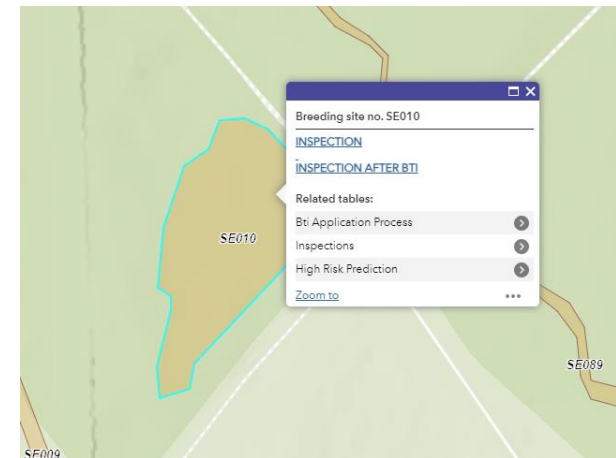 Breeding site no. SE010
INSPECTION
INSPECTION AFTER BTI
Related tables:
Bti Application Process
Inspections
High Risk Prediction
Zoom to
SE010
SE089
SE009